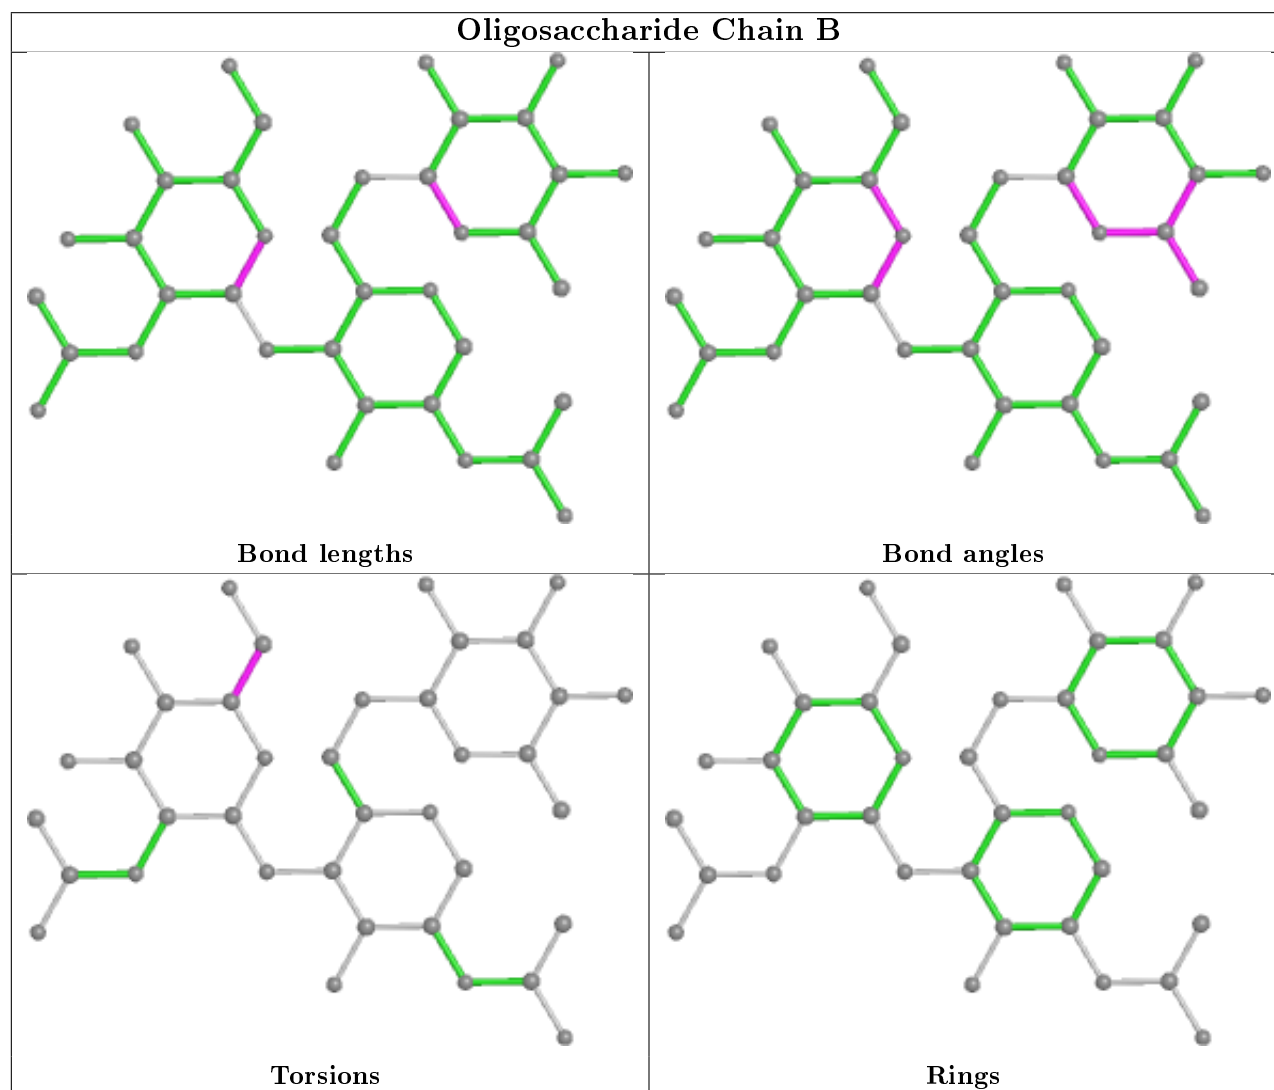 Oligosaccharide Chain B
Bond lengths
Bond angles
Torsions
Rings